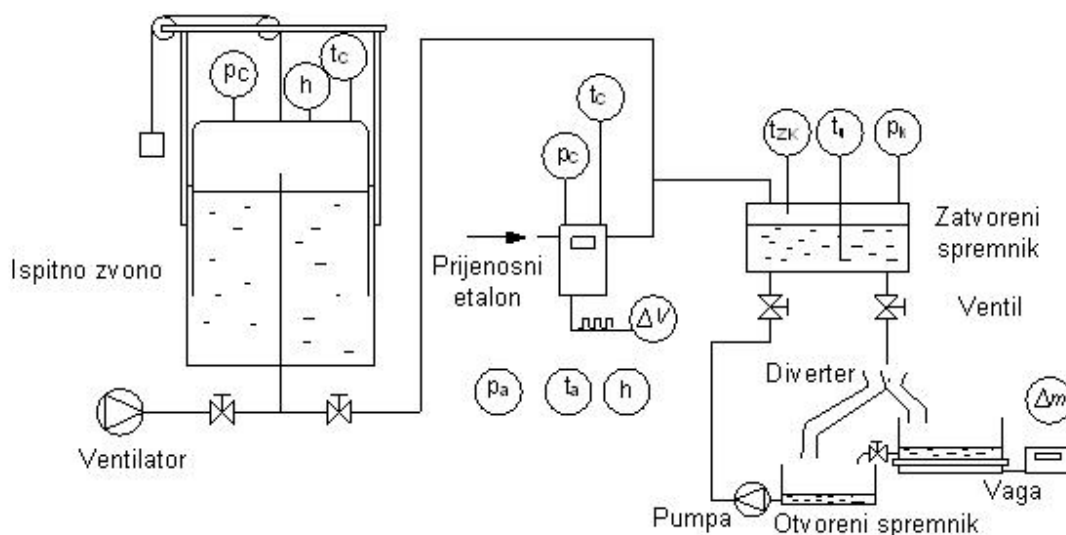 pc
h
tc
tc
pc
tZK
pk
Zatvoreni
spremnik
Ispitno zvono
Prijenosni
etalon
ΔV
Ventil
pa
ta
h
Diverter
Δm
Ventilator
Vaga
Pumpa
Otvoreni spremnik